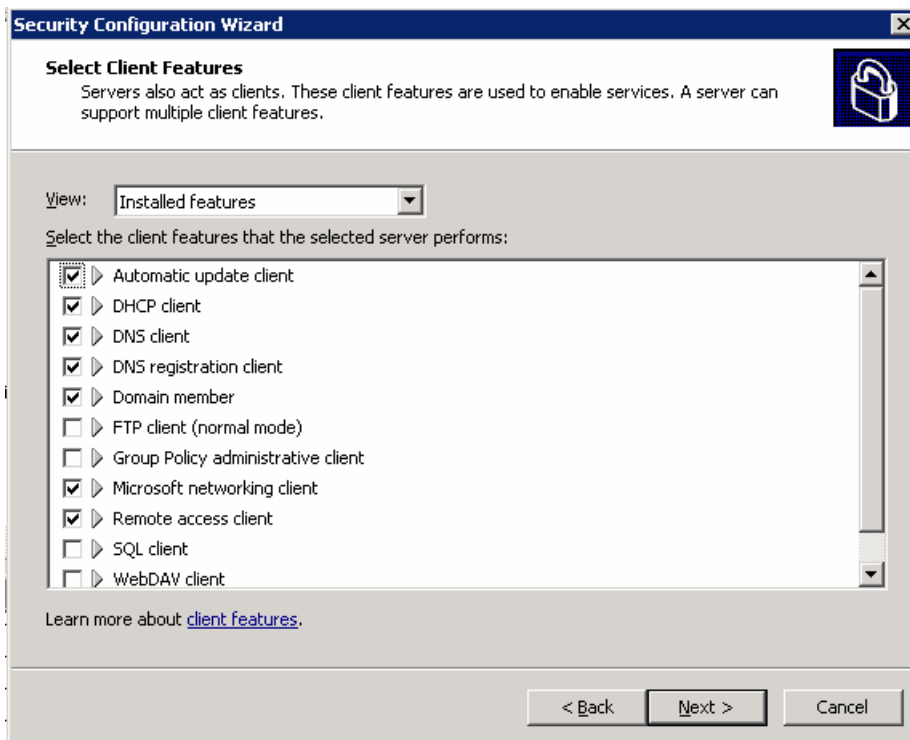 Security Configuration Wizard
Select Client Features
Servers also act as clients. These client features are used to enable services. A server can
support multiple client features.
View: Installed features
Select the client features that the selected server performs:
Automatic update client
DHCP client
DNS client
DNS registration client
Domain member
FTP client (normal mode)
Group Policy administrative client
Microsoft networking client
Remote access client
SQL client
WebDAV client
Learn more about client features.
< Back Next > Cancel